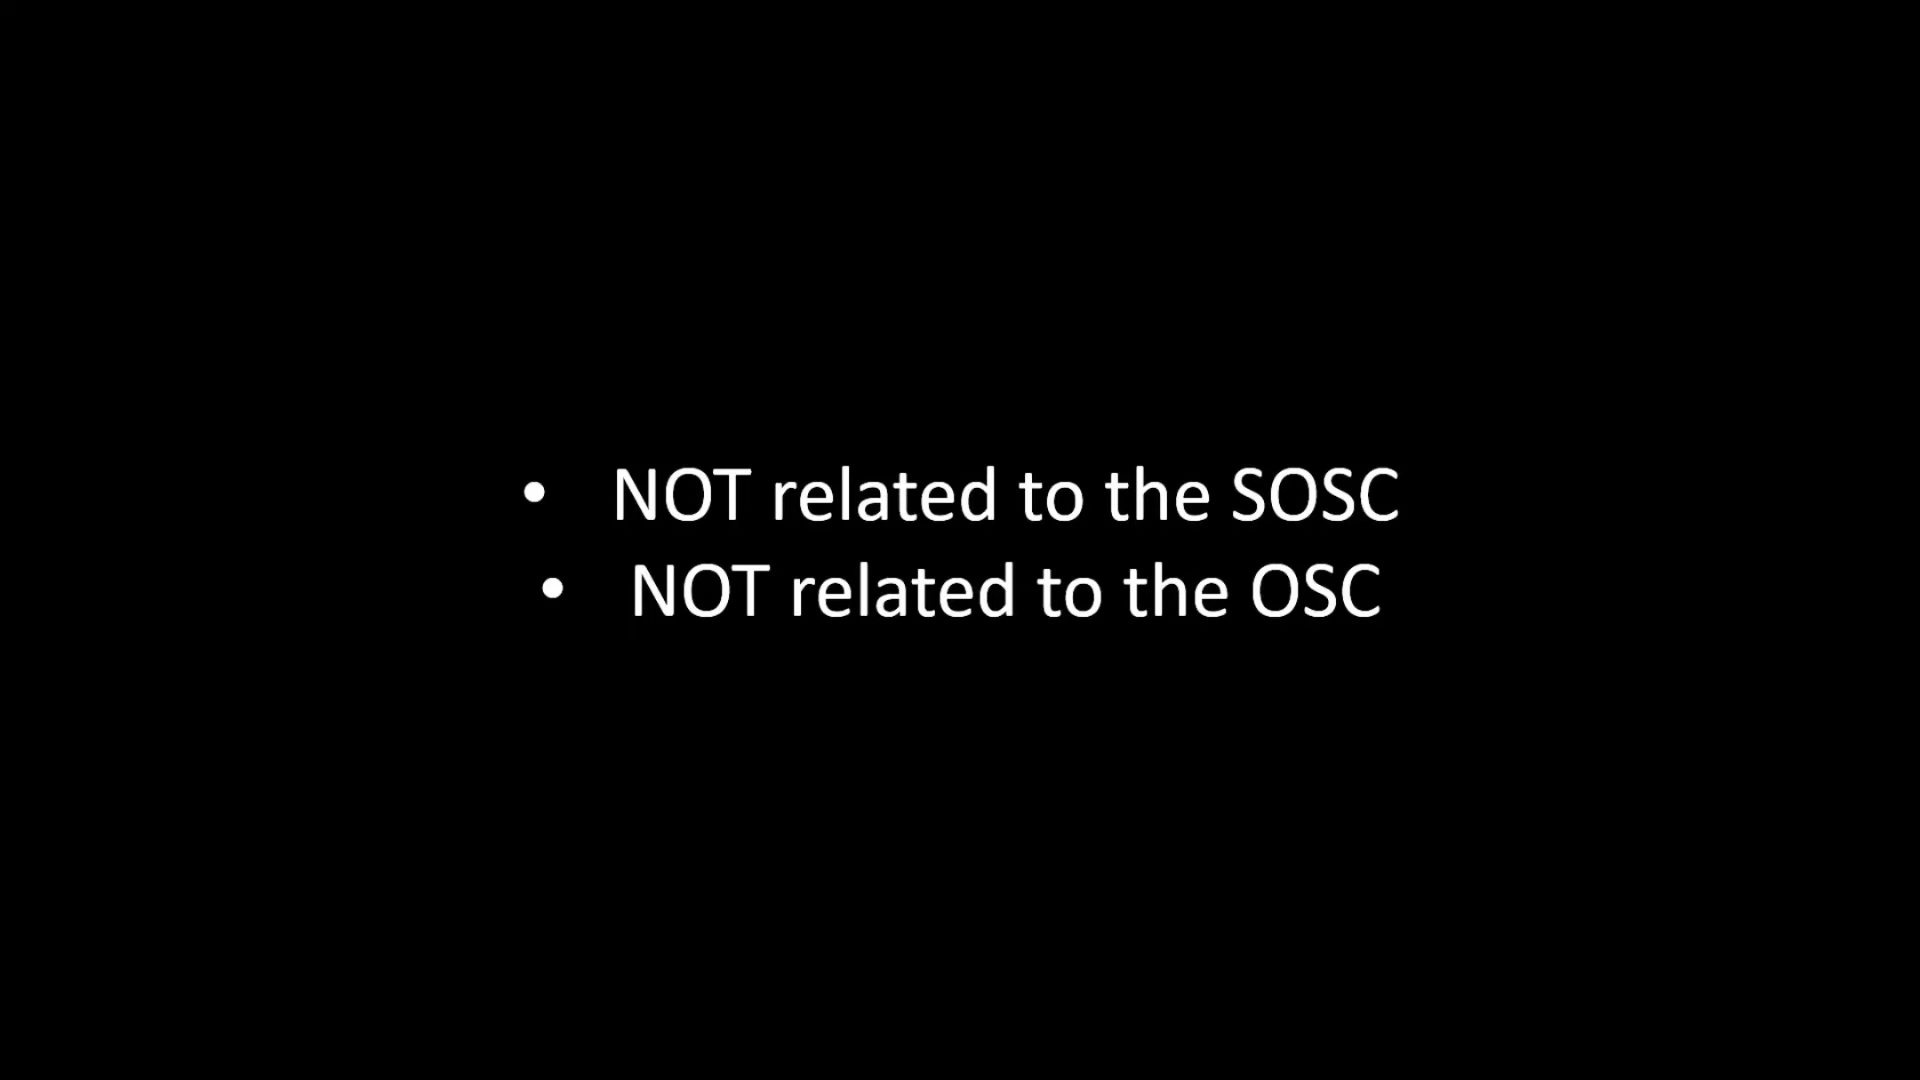 • NOT related to the SOSC
• NOT related to the OSC